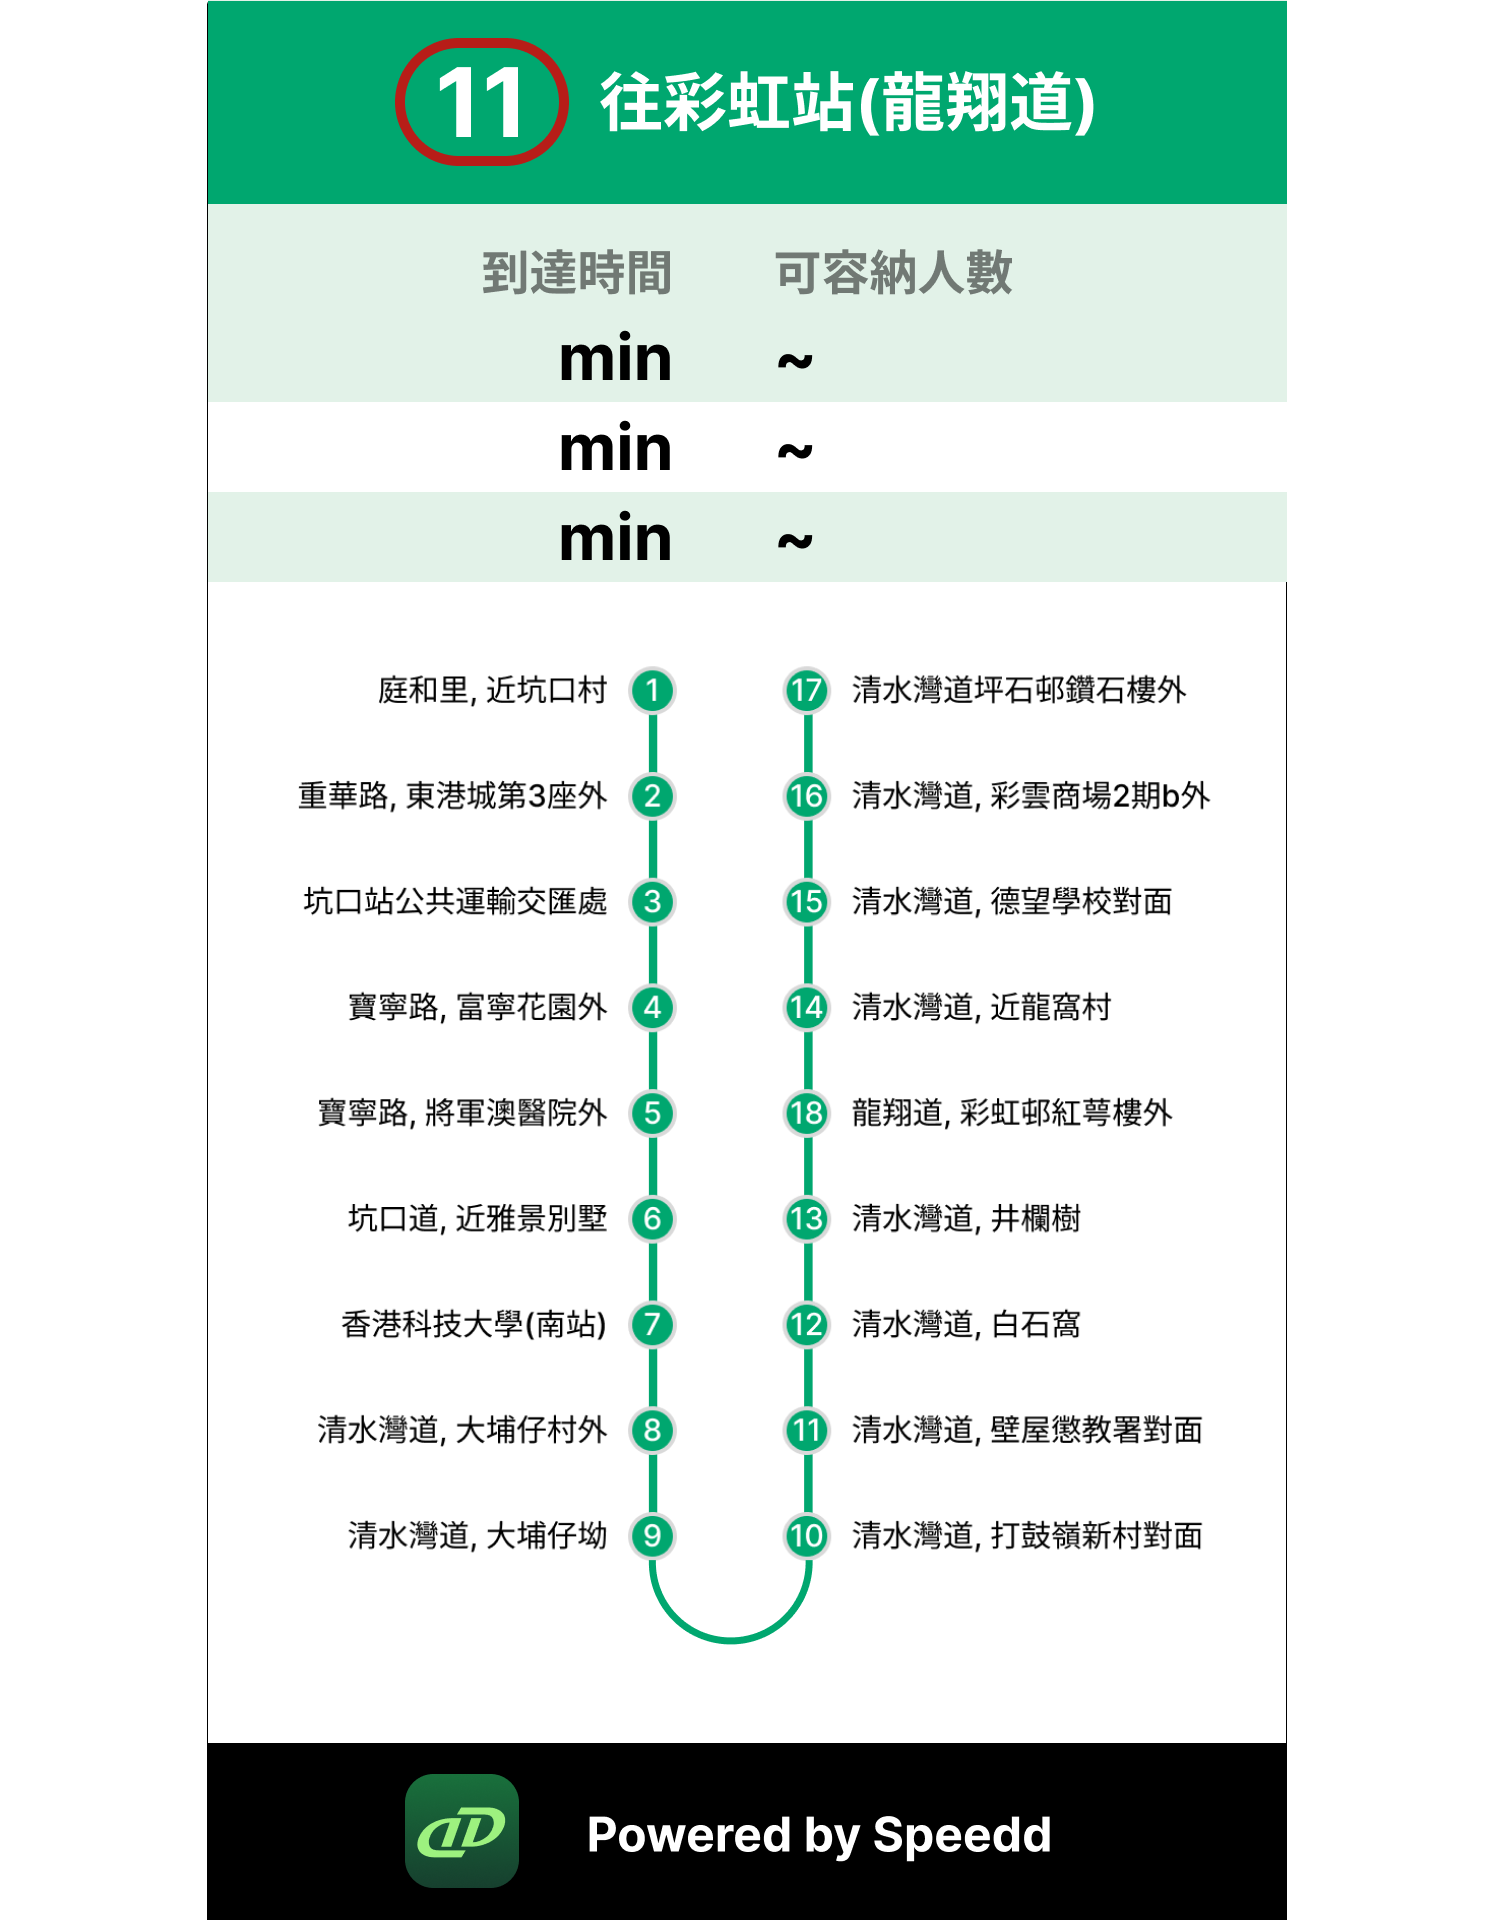 11 往彩虹站(龍翔道)
到達時間 可容納人數
min ~
min ~
min ~
庭和里, 近坑口村 1
重華路, 東港城第3座外 2
坑口站公共運輸交匯處 3
寶寧路, 富寧花園外 4
寶寧路, 將軍澳醫院外 5
坑口道, 近雅景別墅 6
香港科技大學(南站) 7
清水灣道, 大埔仔村外 8
清水灣道, 大埔仔坳 9
17 清水灣道坪石邨鑽石樓外
16 清水灣道, 彩雲商場2期b外
15 清水灣道, 德望學校對面
14 清水灣道, 近龍窩村
18 龍翔道, 彩虹邨紅萼樓外
13 清水灣道, 井欄樹
12 清水灣道, 白石窩
11 清水灣道, 壁屋懲教署對面
10 清水灣道, 打鼓嶺新村對面
Powered by Speedd